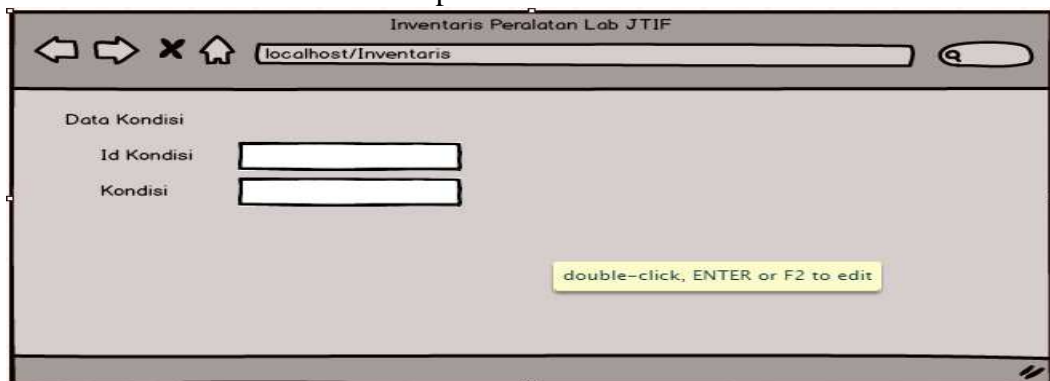 Inventaris Peralatan Lab JTIF
localhost/Inventaris
Data Kondisi
Id Kondisi
Kondisi
double-click, ENTER or F2 to edit